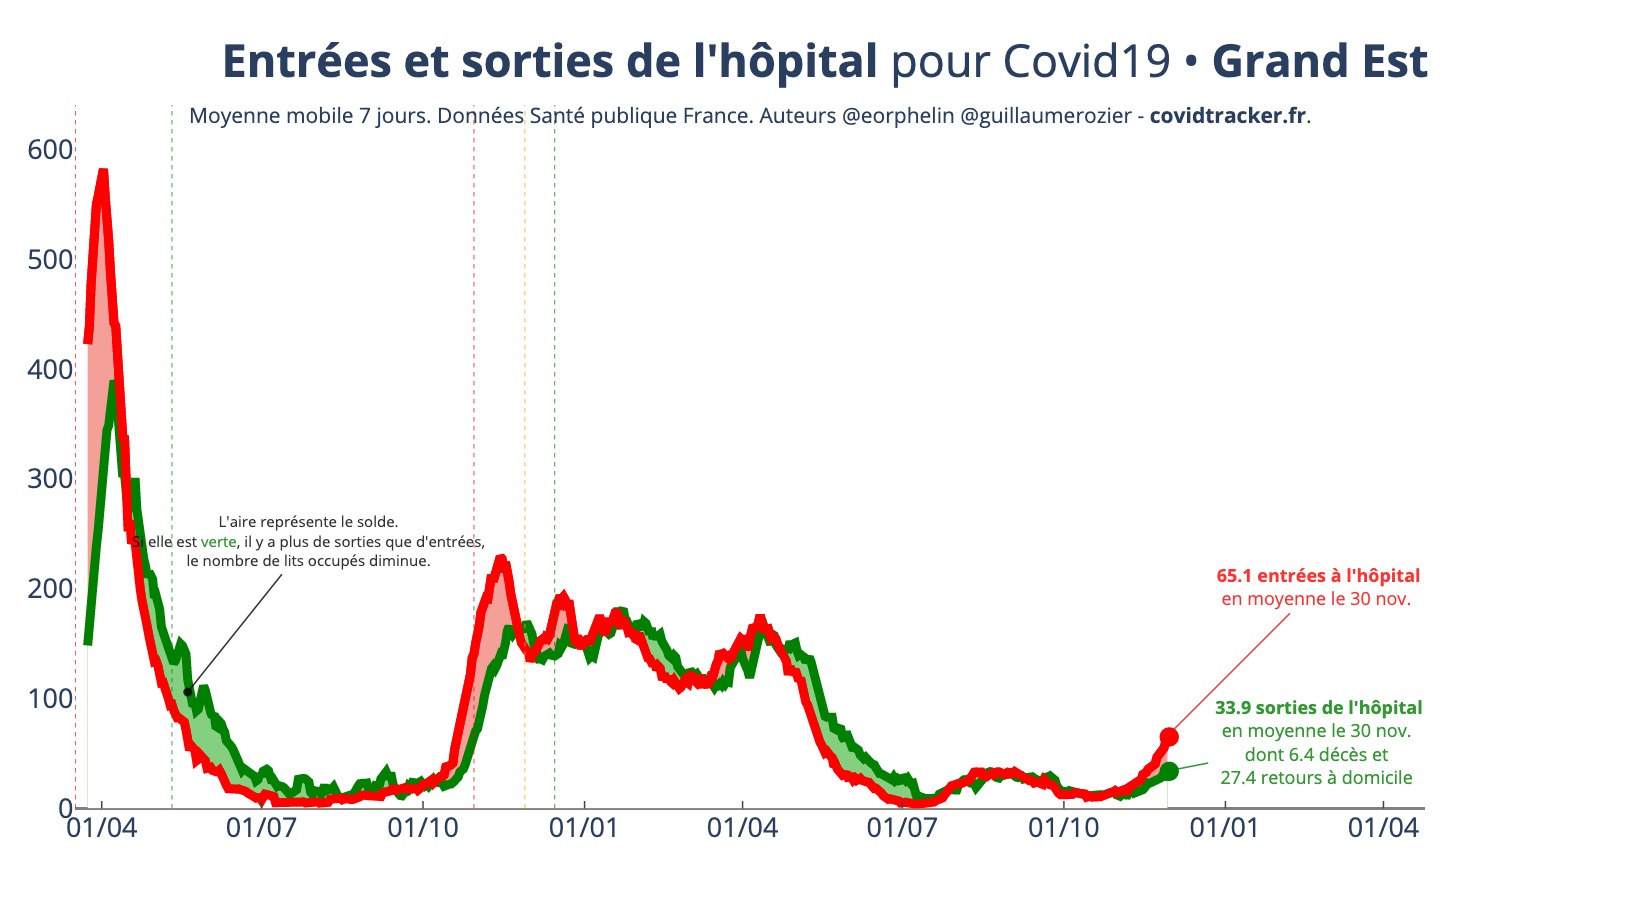 Entrées et sorties de l'hôpital pour Covid19 • Grand Est
Moyenne mobile 7 jours. Données Santé publique France. Auteurs @eorphelin @guillaumerozier - covidtracker.fr.
600
500
400
300
200
100
0
L'aire représente le solde.
Si elle est verte, il y a plus de sorties que d'entrées,
le nombre de lits occupés diminue.
65.1 entrées à l'hôpital
en moyenne le 30 nov.
33.9 sorties de l'hôpital
en moyenne le 30 nov.
dont 6.4 décès et
27.4 retours à domicile
01/04 01/07 01/10 01/01 01/04 01/07 01/10 01/01 01/04